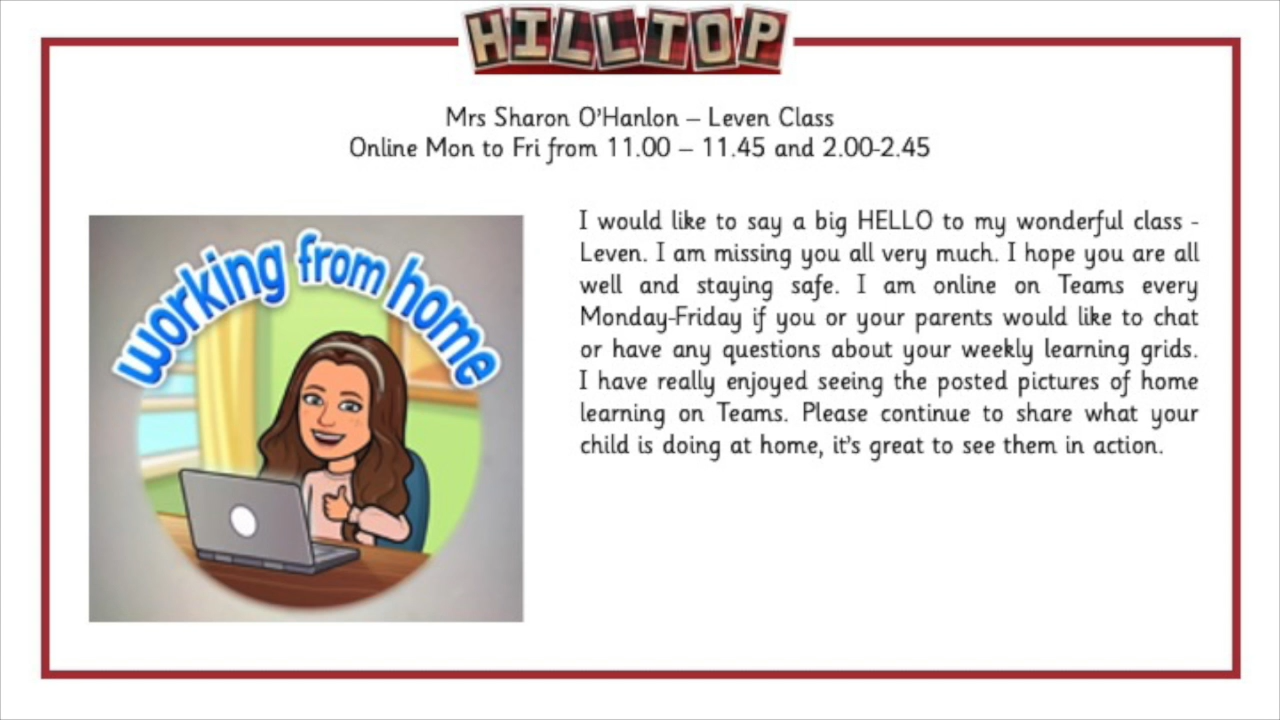 HILLTOP
Mrs Sharon O'Hanlon – Leven Class
Online Mon to Fri from 11.00 – 11.45 and 2.00-2.45
working from home
I would like to say a big HELLO to my wonderful class -
Leven. I am missing you all very much. I hope you are all
well and staying safe. I am online on Teams every
Monday-Friday if you or your parents would like to chat
or have any questions about your weekly learning grids.
I have really enjoyed seeing the posted pictures of home
learning on Teams. Please continue to share what your
child is doing at home, it's great to see them in action.